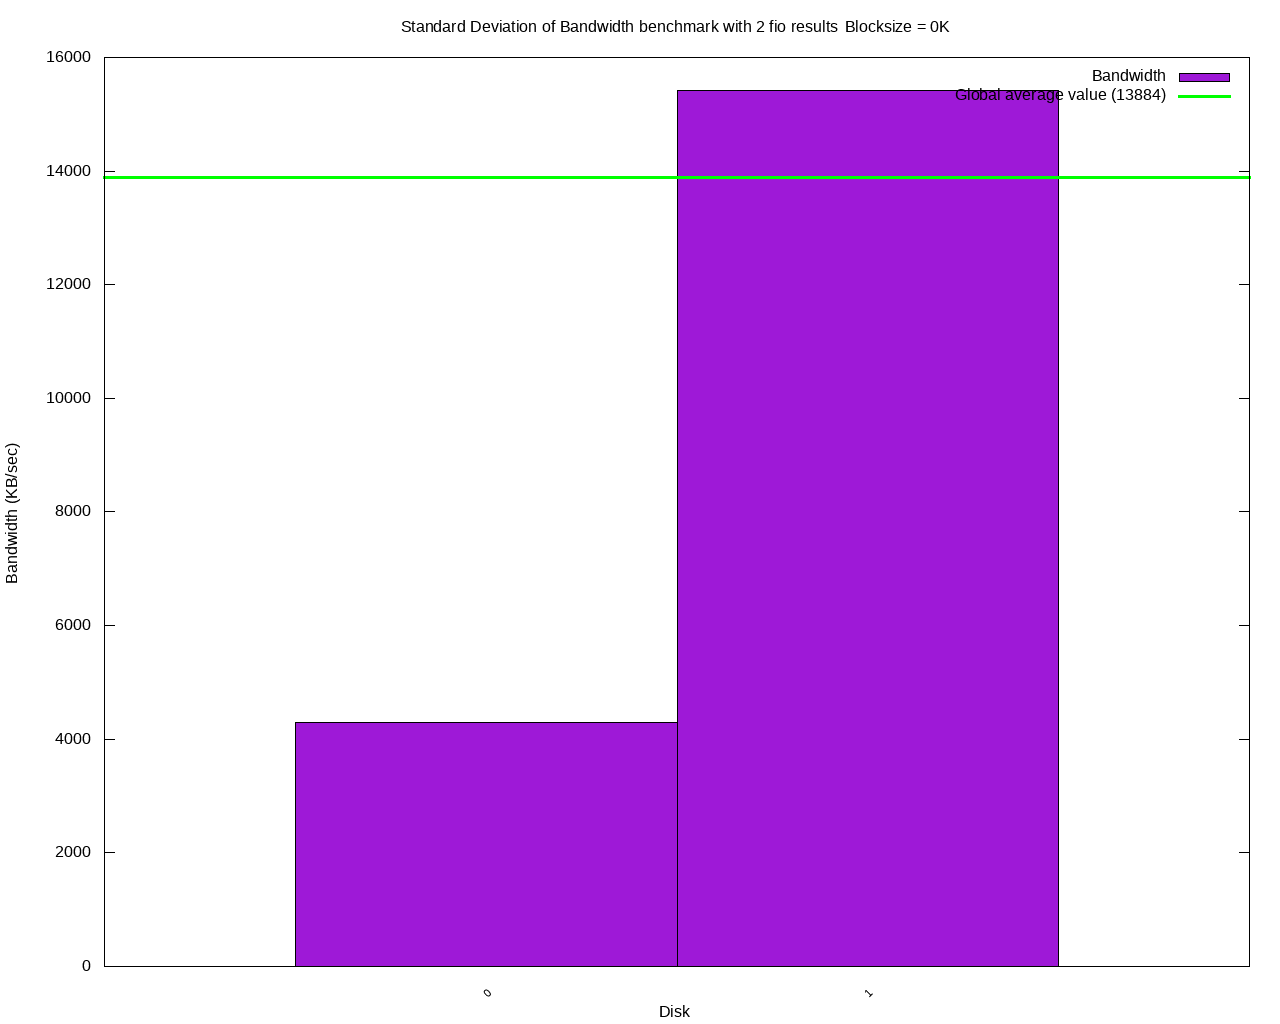 Standard Deviation of Bandwidth benchmark with 2 fio results Blocksize = 0K
16000
14000
12000
10000
8000
6000
4000
2000
0
Bandwidth (KB/sec)
Bandwidth
Global average value (13884)
0
1
Disk